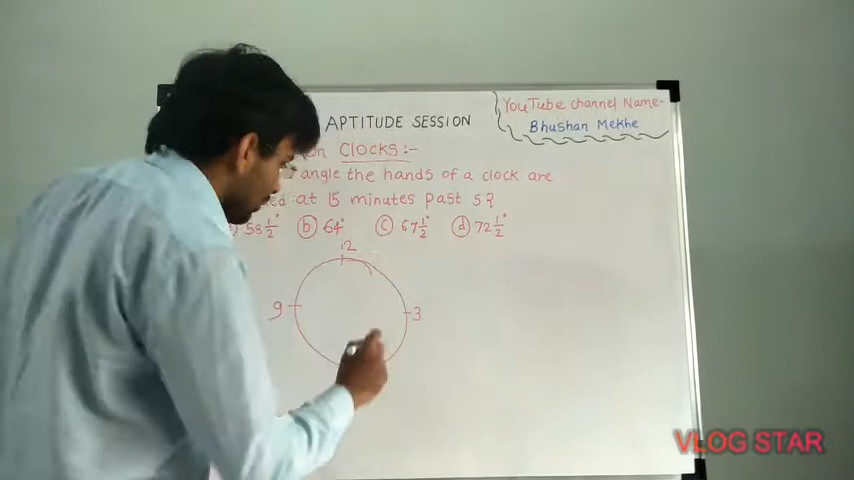 APTITUDE SESSION
YouTube channel Name-
Bhushan Mekhe
on CLOCKS :-
angle the hands of a clock are
at 15 minutes past 5?
58 1/2° (b) 64° (c) 67 1/2° (d) 72 1/2°
12
9
3
VLOG STAR